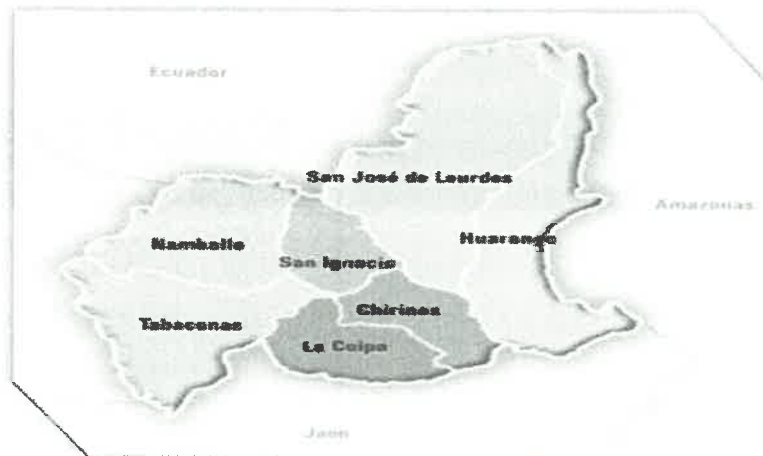 Ecuador
San José de Lourdes
Amazonas
Namballe
Huarango
San Ignacio
Chirinos
Tabaconas
La Coipa
Jaen